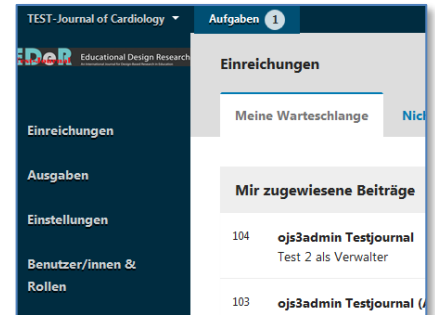 TEST-Journal of Cardiology
Aufgaben 1
EDeR Educational Design Research
Einreichungen
Meine Warteschlange
Einreichungen
Ausgaben
Mir zugewiesene Beiträge
Einstellungen
104 ojs3admin Testjournal
Test 2 als Verwalter
Benutzer/innen &
Rollen
103 ojs3admin Testjournal